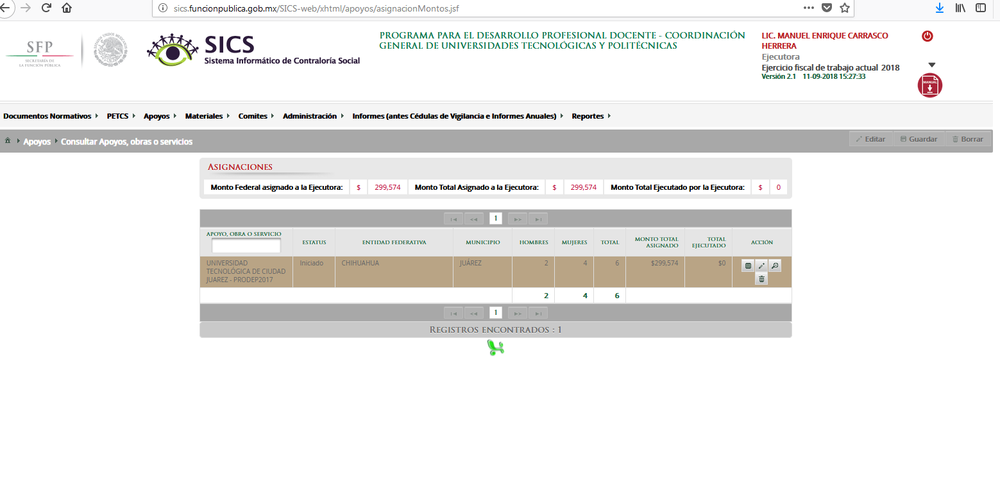 sics.funcionpublica.gob.mx/SICS-web/xhtml/apoyos/asignacionMontos.jsf
SFP
SECRETARÍA DE
LA FUNCIÓN PÚBLICA
ESTADOS UNIDOS MEXICANOS
SICS
Sistema Informático de Contraloría Social
PROGRAMA PARA EL DESARROLLO PROFESIONAL DOCENTE - COORDINACIÓN
GENERAL DE UNIVERSIDADES TECNOLÓGICAS Y POLITÉCNICAS
LIC. MANUEL ENRIQUE CARRASCO
HERRERA
Ejecutora
Ejercicio fiscal de trabajo actual 2018
Versión 2.1 11-09-2018 15:27:33
MANUAL
Documentos Normativos PETCS Apoyos Materiales Comites Administración Informes (antes Cédulas de Vigilancia e Informes Anuales) Reportes
Apoyos Consultar Apoyos, obras o servicios
Editar Guardar Borrar
ASIGNACIONES
Monto Federal asignado a la Ejecutora: $ 299,574 Monto Total Asignado a la Ejecutora: $ 299,574 Monto Total Ejecutado por la Ejecutora: $ 0
1
APOYO, OBRA O SERVICIO ESTATUS ENTIDAD FEDERATIVA MUNICIPIO HOMBRES MUJERES TOTAL MONTO TOTAL ASIGNADO TOTAL EJECUTADO ACCIÓN
UNIVERSIDAD Iniciado CHIHUAHUA JUÁREZ 2 4 6 $299,574 $0
TECNOLÓGICA DE CIUDAD
JUAREZ - PRODEP2017
2 4 6
1
REGISTROS ENCONTRADOS : 1